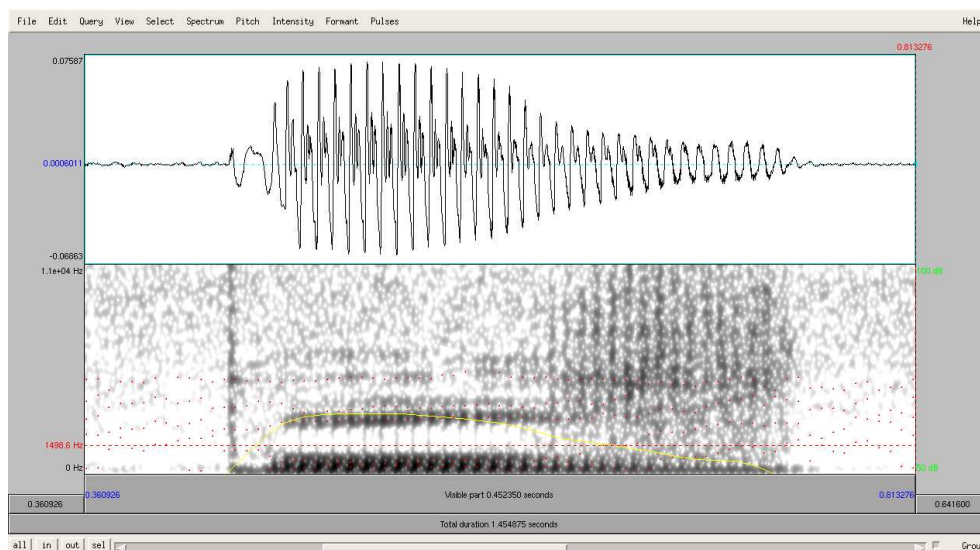 File Edit Query View Select Spectrum Pitch Intensity Formant Pulses Help
0.813276
0.07587
0.0006011
-0.06863
1.1e+04 Hz
100 dB
1498.6 Hz
0 Hz
50 dB
0.360926
Visible part 0.452350 seconds
0.813276
0.360926
0.641600
Total duration 1.454875 seconds
all in out sel
Grou